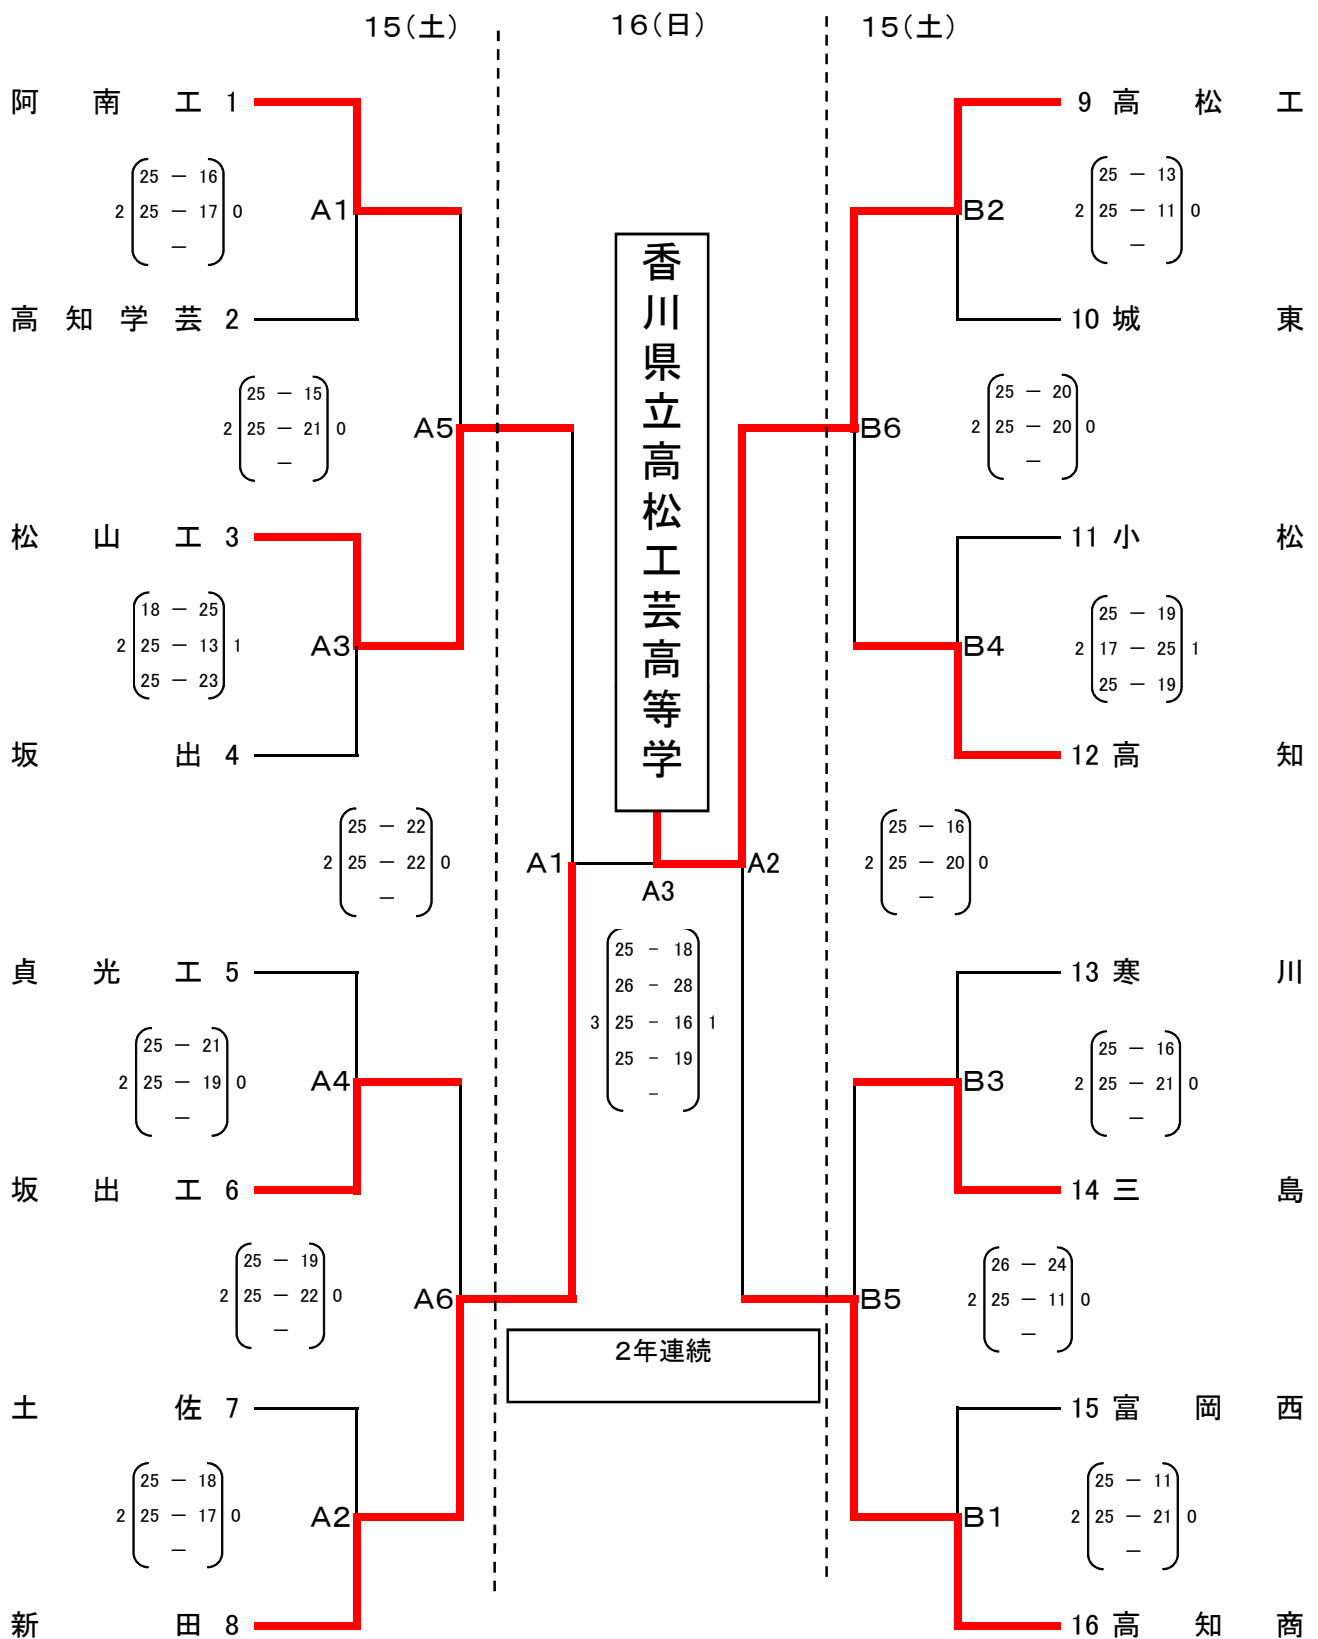 15(土)
16(日)
15(土)
阿南工 1
25 － 16
2 25 － 17 0
－
A1
高知学芸 2
25 － 15
2 25 － 21 0
－
A5
松山工 3
18 － 25
2 25 － 13 1
25 － 23
A3
坂出 4
25 － 22
2 25 － 22 0
－
A1
貞光工 5
25 － 21
2 25 － 19 0
－
A4
坂出工 6
25 － 19
2 25 － 22 0
－
A6
土佐 7
25 － 18
2 25 － 17 0
－
A2
新田 8
香川県立高松工芸高等学
A3
25 - 18
26 - 28
3 25 - 16 1
25 - 19
-
2年連続
9 高松工
25 － 13
2 25 － 11 0
－
B2
10 城東
25 － 20
2 25 － 20 0
－
B6
11 小松
25 － 19
2 17 － 25 1
25 － 19
B4
12 高知
25 － 16
2 25 － 20 0
－
A2
13 寒川
25 － 16
2 25 － 21 0
－
B3
14 三島
26 － 24
2 25 － 11 0
－
B5
15 富岡西
25 － 11
2 25 － 21 0
－
B1
16 高知商